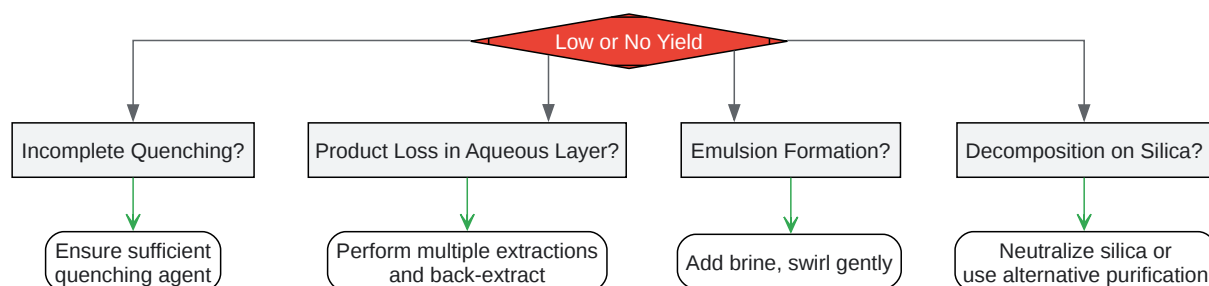 Low or No Yield
Incomplete Quenching?
Product Loss in Aqueous Layer?
Emulsion Formation?
Decomposition on Silica?
Ensure sufficient
quenching agent
Perform multiple extractions
and back-extract
Add brine, swirl gently
Neutralize silica or
use alternative purification